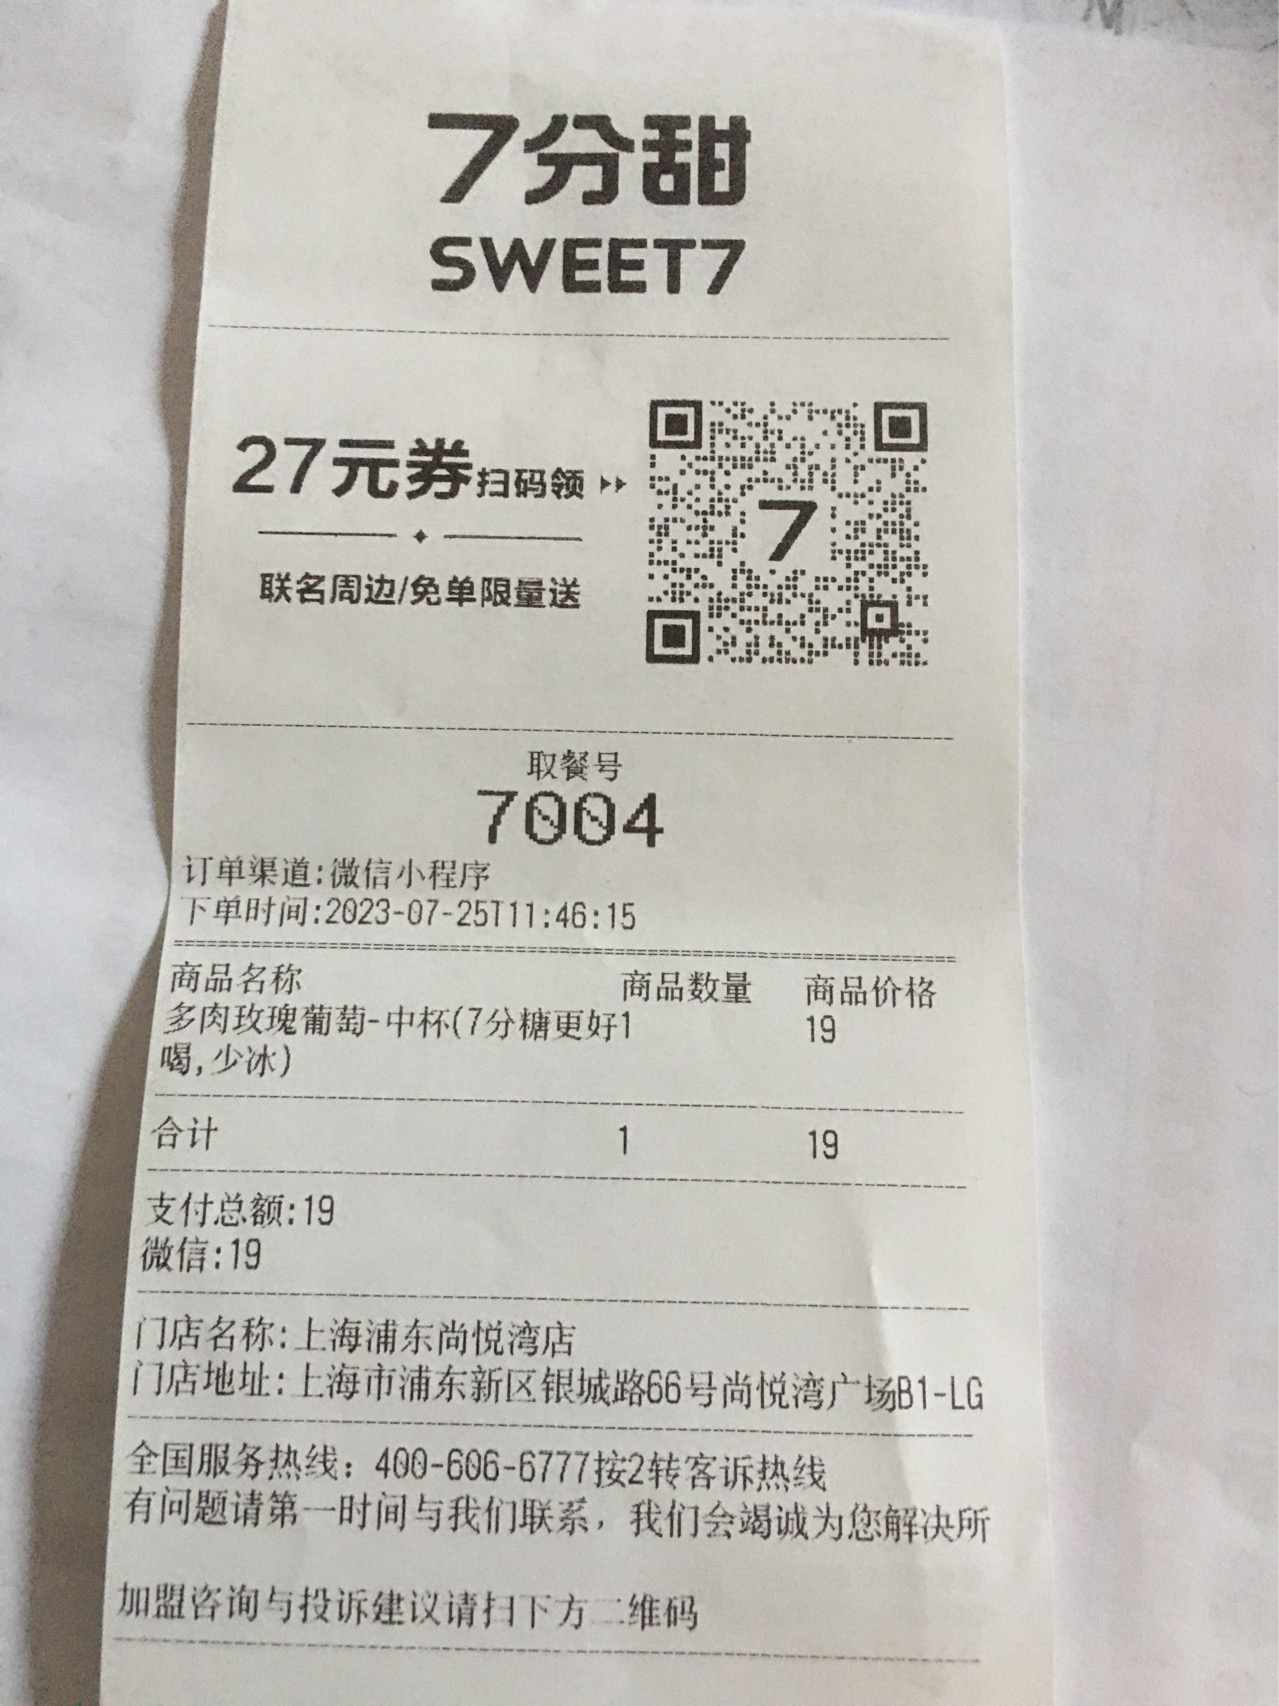 7分甜
SWEET7
27元券扫码领
联名周边/免单限量送
7
取餐号
7004
订单渠道:微信小程序
下单时间:2023-07-25T11:46:15
商品名称 商品数量 商品价格
多肉玫瑰葡萄-中杯(7分糖更好1 19
喝,少冰)
合计 1 19
支付总额:19
微信:19
门店名称:上海浦东尚悦湾店
门店地址:上海市浦东新区银城路66号尚悦湾广场B1-LG
全国服务热线：400-606-6777按2转客诉热线
有问题请第一时间与我们联系，我们会竭诚为您解决所
加盟咨询与投诉建议请扫下方二维码